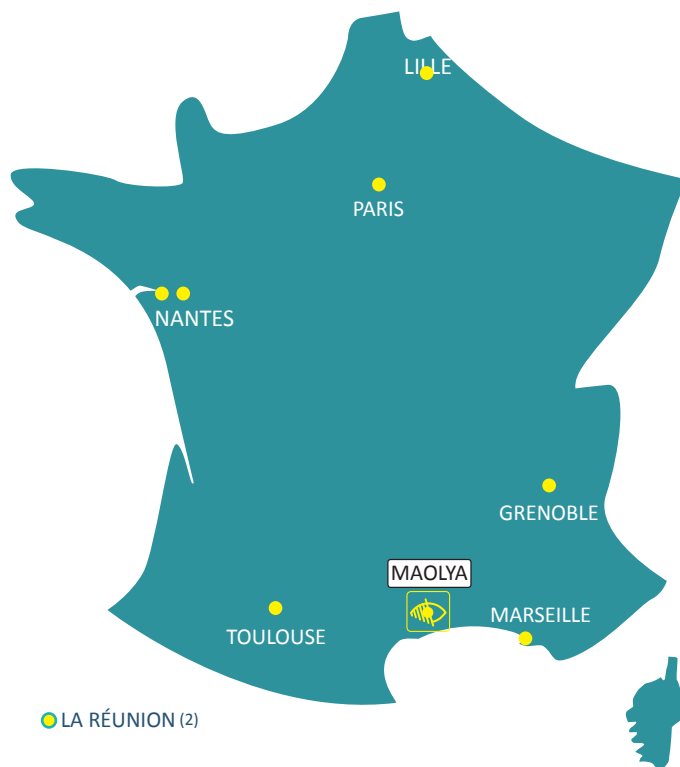 LILLE
PARIS
NANTES
GRENOBLE
MAOLYA
MARSEILLE
TOULOUSE
LA RÉUNION (2)